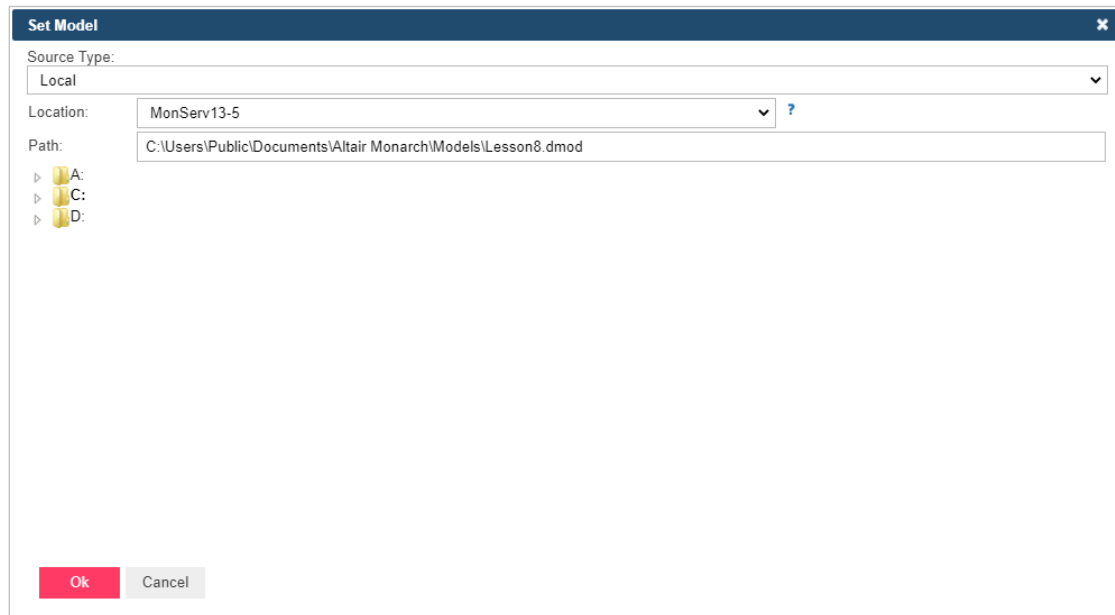 Set Model
Source Type:
Local
Location: MonServ13-5 ?
Path: C:\Users\Public\Documents\Altair Monarch\Models\Lesson8.dmod
A:
C:
D:
Ok Cancel